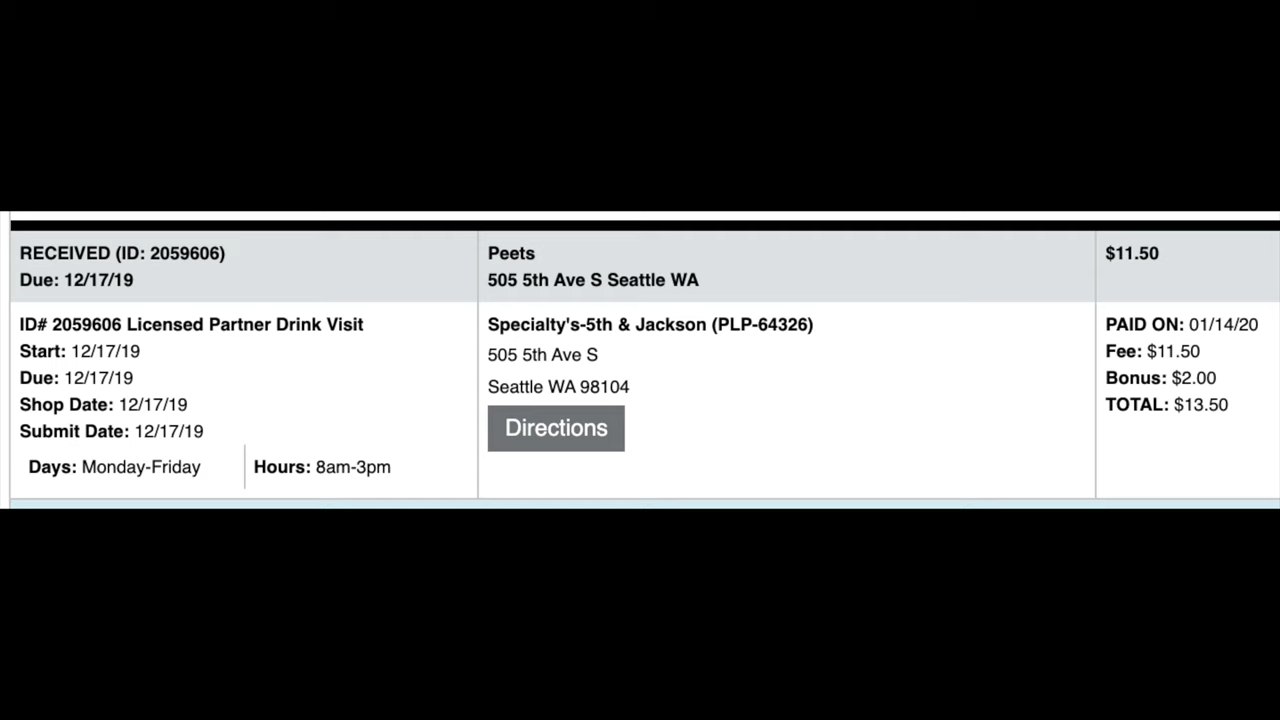 RECEIVED (ID: 2059606)
Due: 12/17/19
Peets
505 5th Ave S Seattle WA
$11.50
ID# 2059606 Licensed Partner Drink Visit
Start: 12/17/19
Due: 12/17/19
Shop Date: 12/17/19
Submit Date: 12/17/19
Days: Monday-Friday
Hours: 8am-3pm
Specialty's-5th & Jackson (PLP-64326)
505 5th Ave S
Seattle WA 98104
Directions
PAID ON: 01/14/20
Fee: $11.50
Bonus: $2.00
TOTAL: $13.50